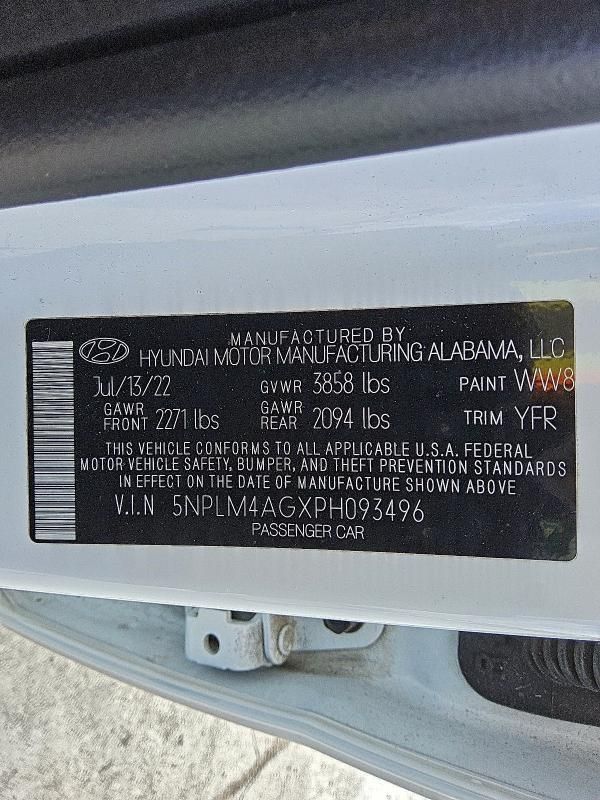 MANUFACTURED BY
HYUNDAI MOTOR MANUFACTURING ALABAMA, LLC
Jul/13/22 GVWR 3858 lbs PAINT WW8
GAWR FRONT 2271 lbs GAWR REAR 2094 lbs TRIM YFR
THIS VEHICLE CONFORMS TO ALL APPLICABLE U.S.A. FEDERAL
MOTOR VEHICLE SAFETY, BUMPER, AND THEFT PREVENTION STANDARDS
IN EFFECT ON THE DATE OF MANUFACTURE SHOWN ABOVE.
V.I.N 5NPLM4AGXPH093496
PASSENGER CAR